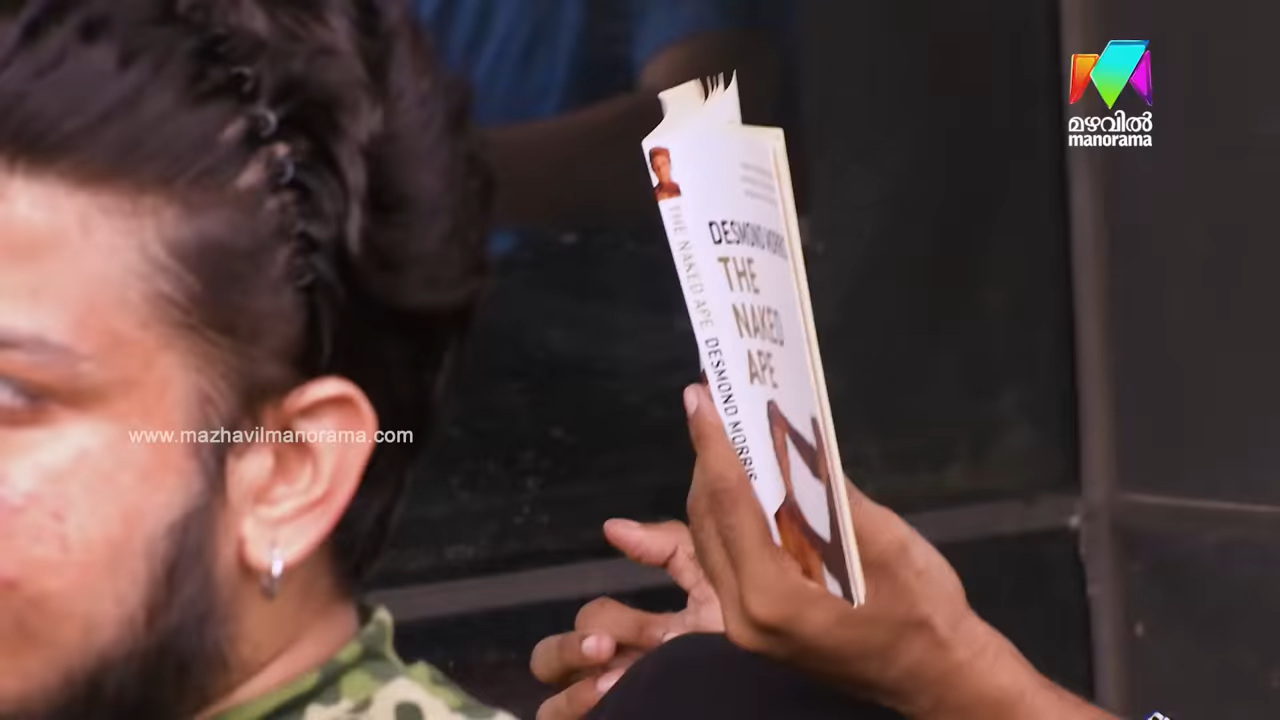 മഴവിൽ
manorama
DESMOND MORRIS
THE
NAKED
APE
THE NAKED APE DESMOND MORRIS
www.mazhavilmanorama.com